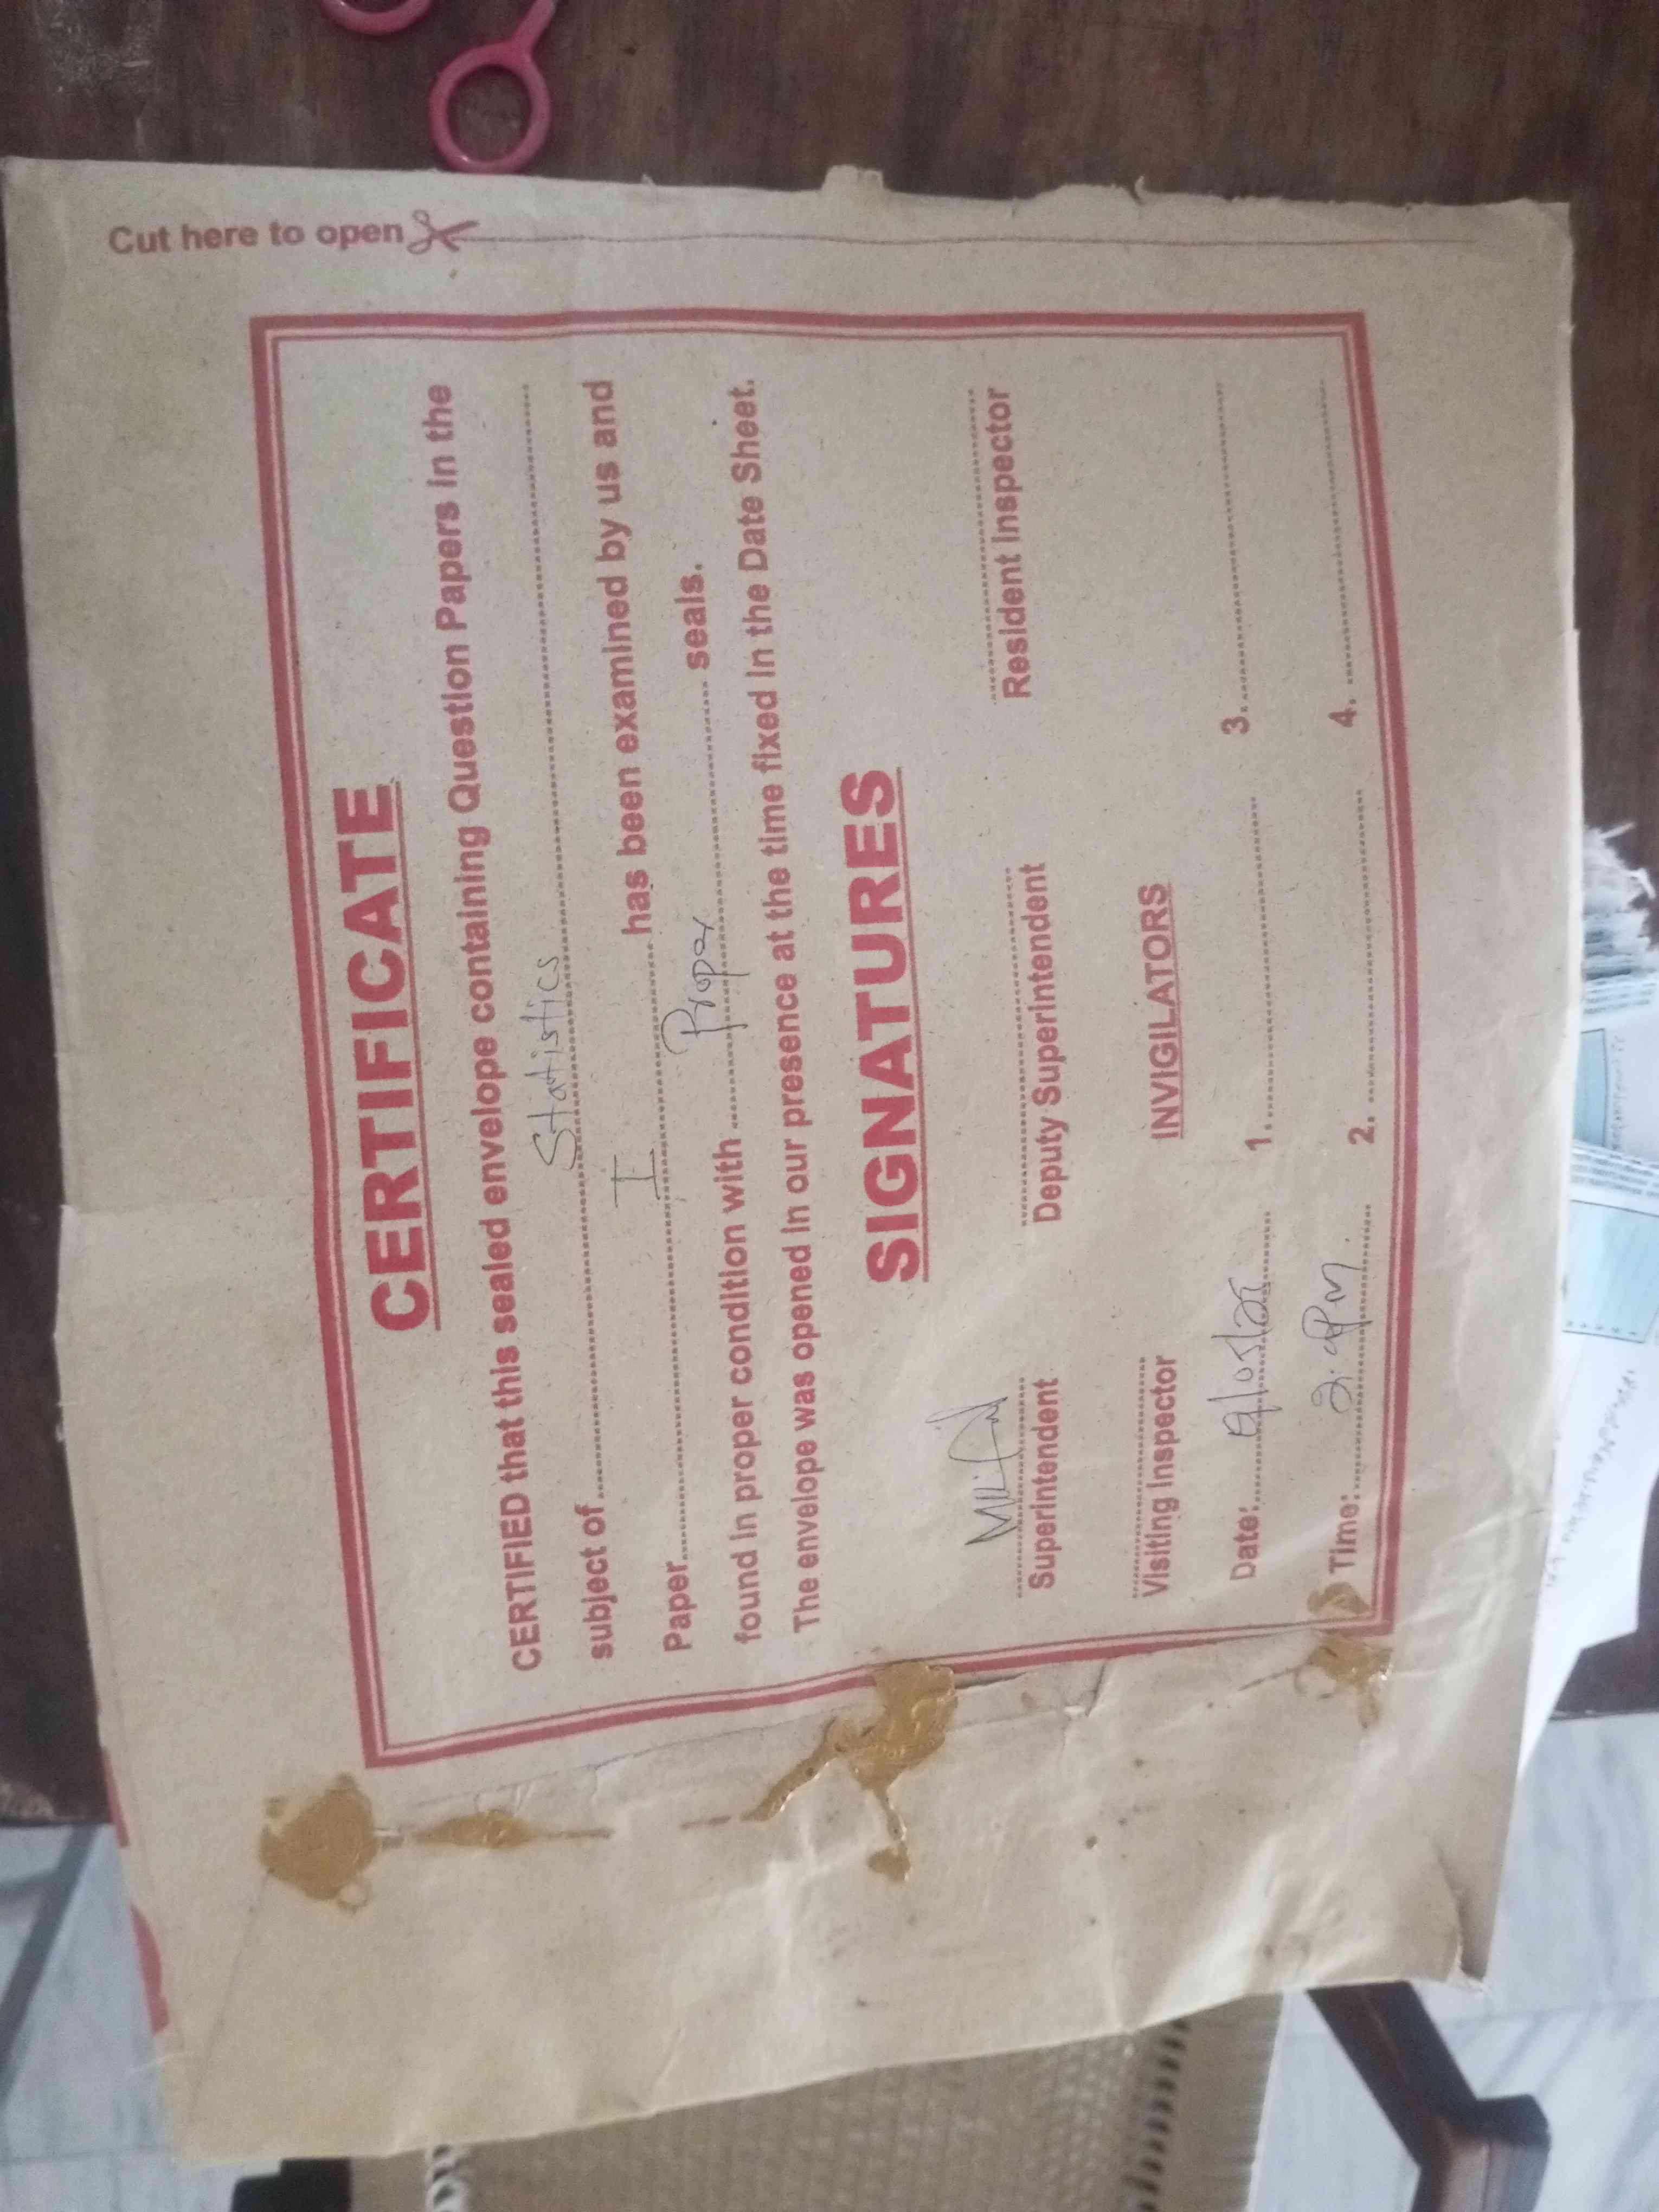 Cut here to open
CERTIFICATE
CERTIFIED that this sealed envelope containing Question Papers in the
subject of Statistics
Paper I has been examined by us and
found in proper condition with Proper seals.
The envelope was opened in our presence at the time fixed in the Date Sheet.
SIGNATURES
Superintendent Deputy Superintendent Resident Inspector
Visiting Inspector INVIGILATORS
Date: 1. 3.
Time: 2. 4.